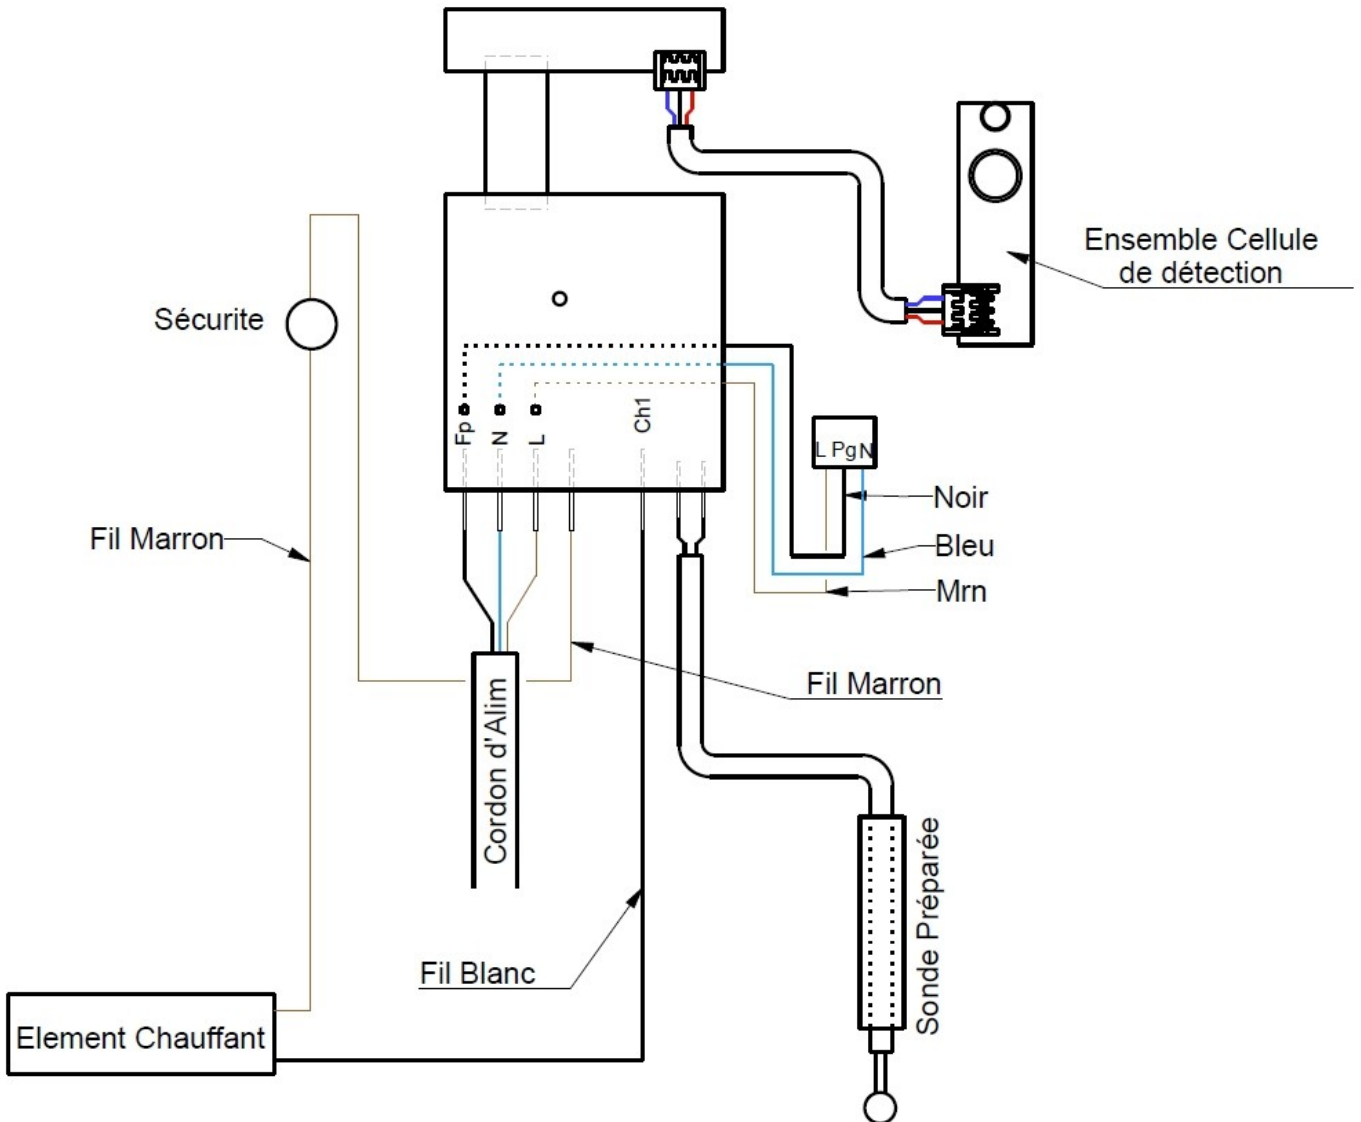 Ensemble Cellule
de détection
Sécurite
Fp
N
L
Ch1
L Pg N
Noir
Bleu
Mrn
Fil Marron
Fil Marron
Cordon d'Alim
Sonde Préparée
Fil Blanc
Element Chauffant